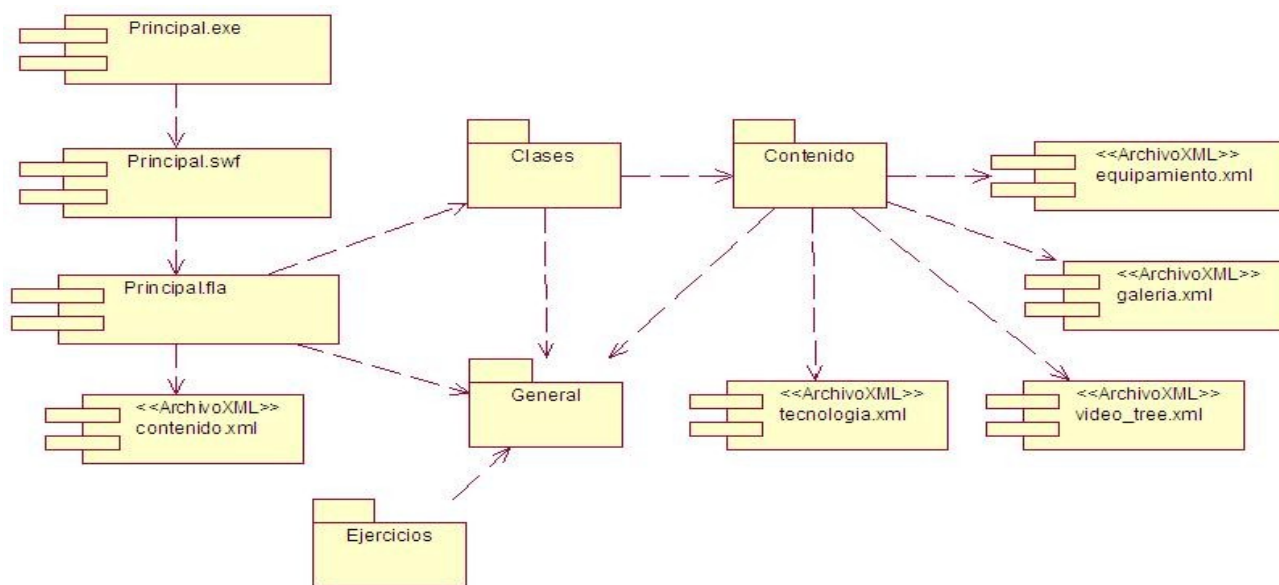 Principal.exe
Principal.swf
Clases
Contenido
<<ArchivoXML>>
equipamiento.xml
Principal.fla
<<ArchivoXML>>
galeria.xml
<<ArchivoXML>>
contenido.xml
General
<<ArchivoXML>>
tecnologia.xml
<<ArchivoXML>>
video_tree.xml
Ejercicios